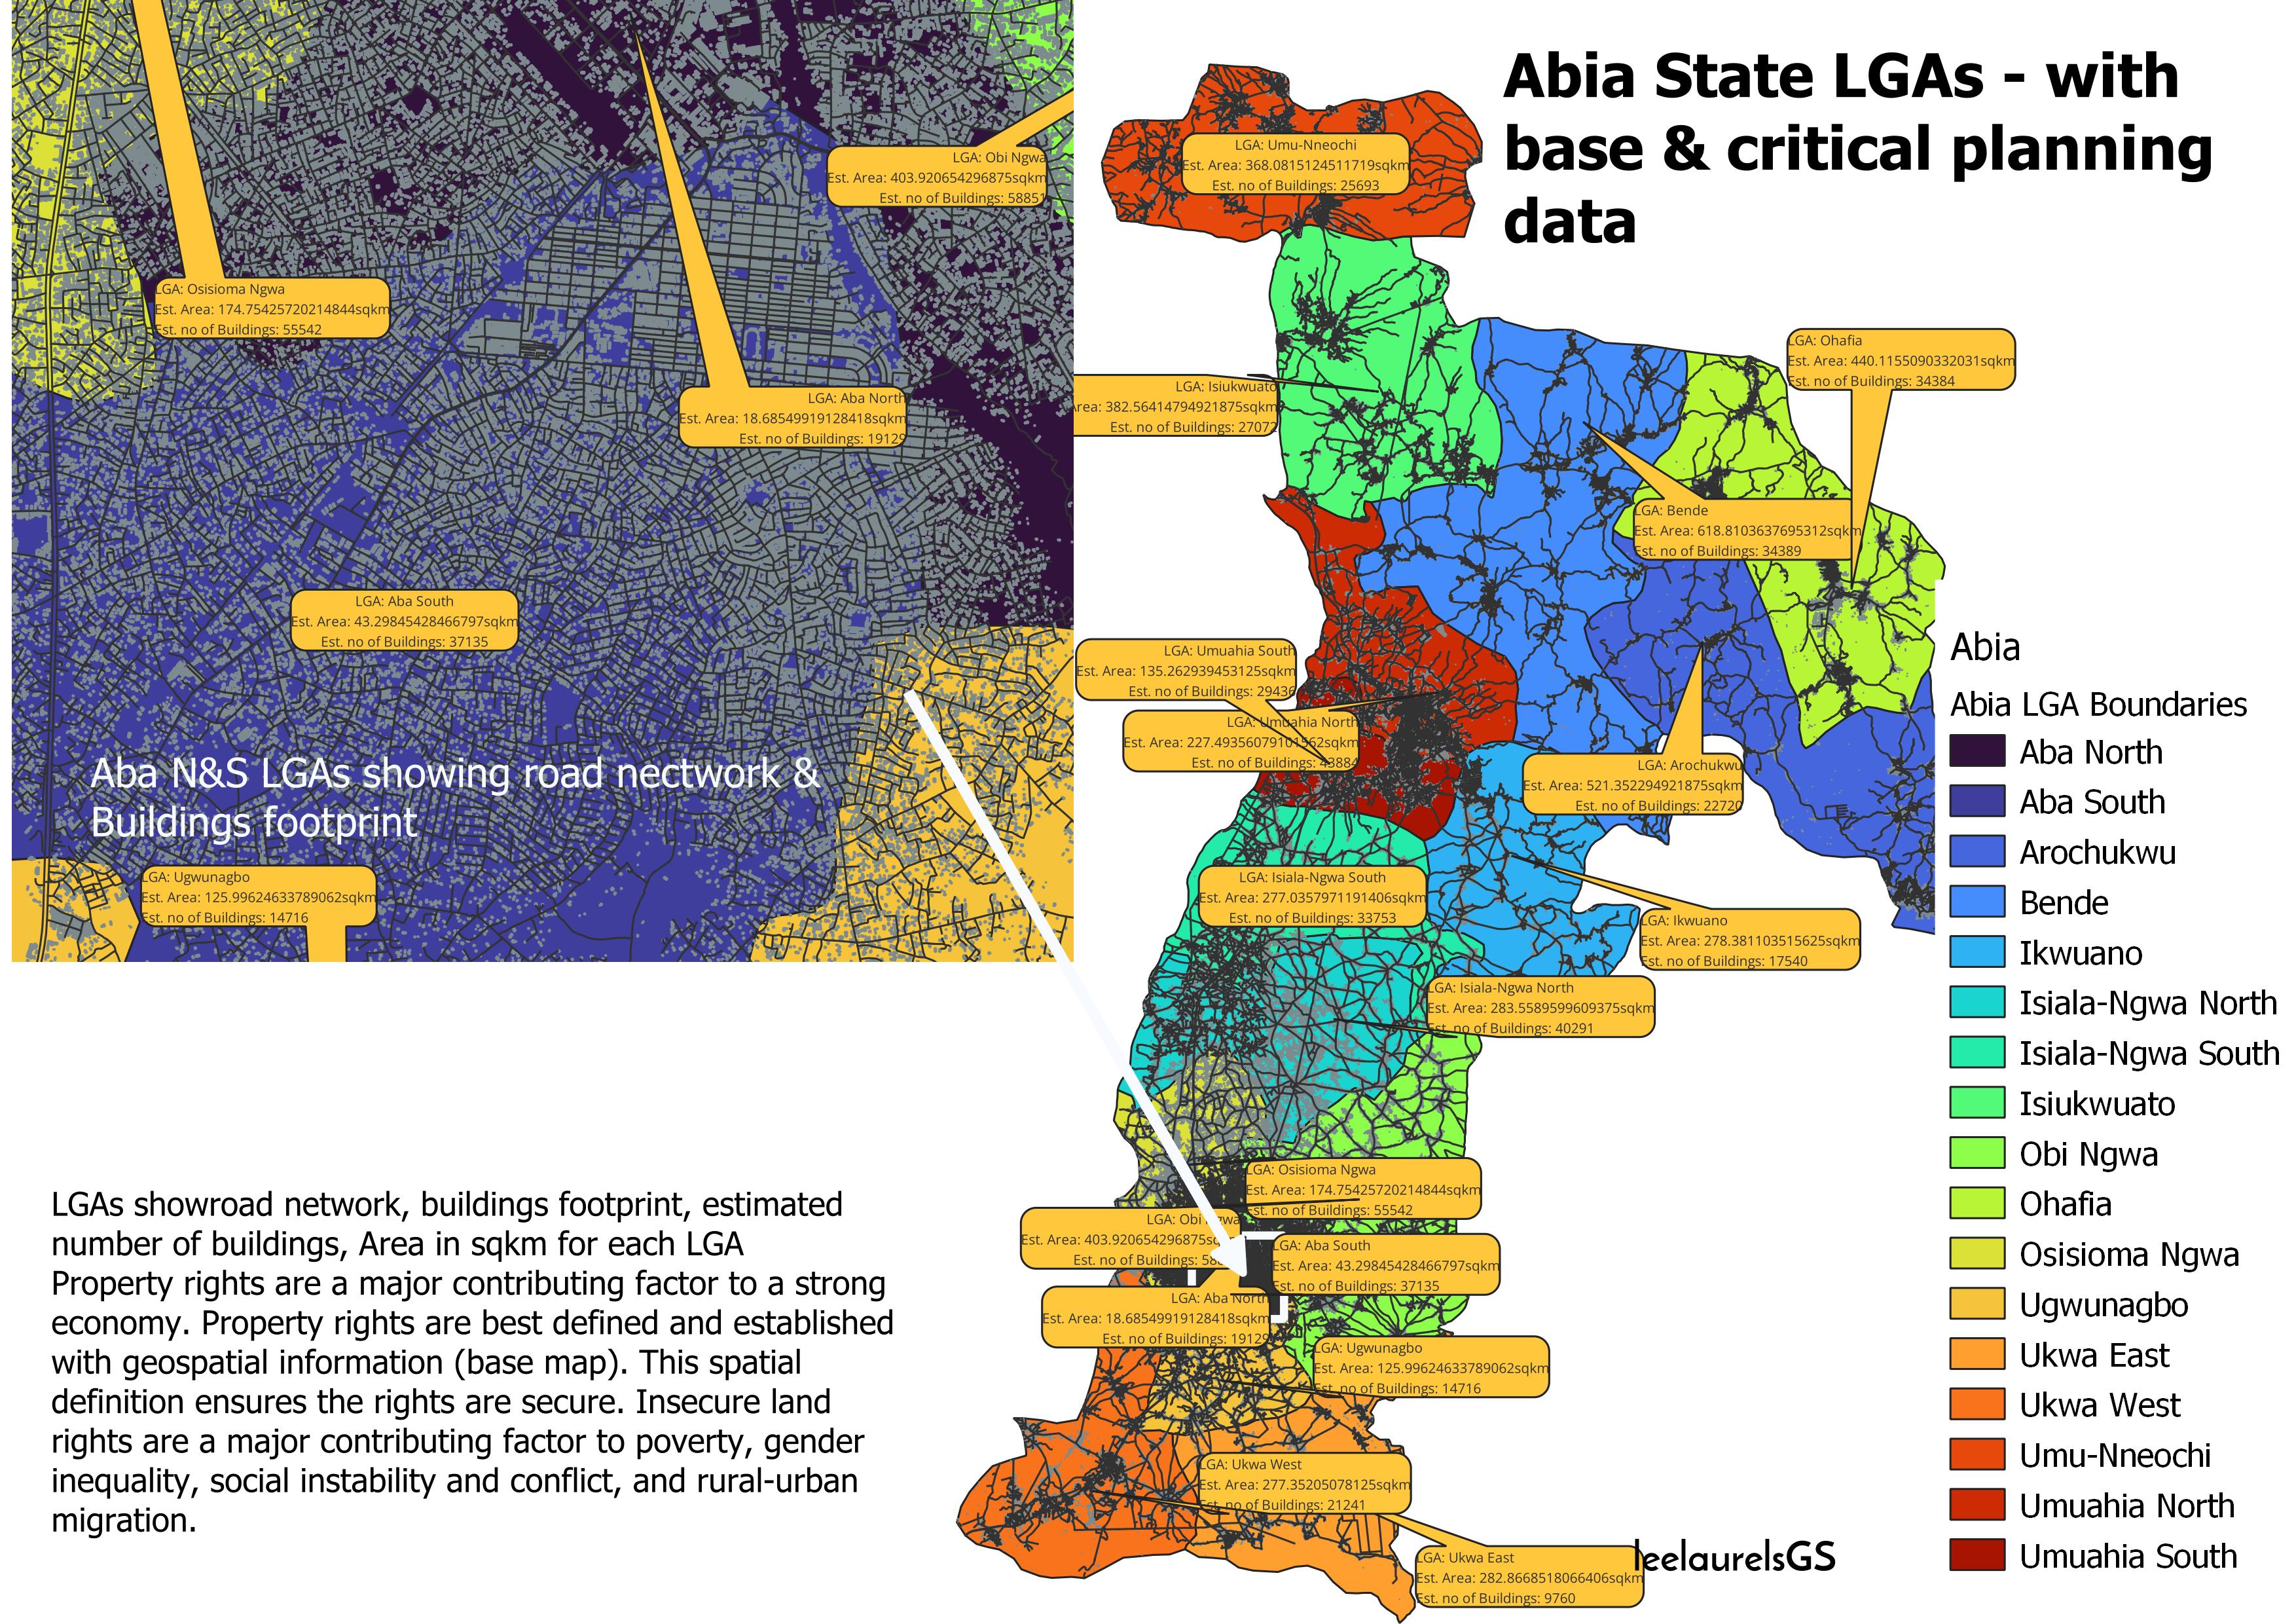 Abia State LGAs - with
base & critical planning
data
LGA: Obi Ngwa
Est. Area: 403.920654296875sqkm
Est. no of Buildings: 58851
LGA: Osisioma Ngwa
Est. Area: 174.75425720214844sqkm
Est. no of Buildings: 55542
LGA: Aba North
Est. Area: 18.68549919128418sqkm
Est. no of Buildings: 19129
LGA: Aba South
Est. Area: 43.29845428466797sqkm
Est. no of Buildings: 37135
Aba N&S LGAs showing road nectwork &
Buildings footprint
LGA: Ugwunagbo
Est. Area: 125.99624633789062sqkm
Est. no of Buildings: 14716
LGA: Umu-Nneochi
Est. Area: 368.0815124511719sqkm
Est. no of Buildings: 25693
LGA: Ohafia
Est. Area: 440.1155090332031sqkm
Est. no of Buildings: 34384
LGA: Isiukwuato
Area: 382.56414794921875sqkm
Est. no of Buildings: 27072
LGA: Bende
Est. Area: 618.8103637695312sqkm
Est. no of Buildings: 34389
LGA: Umuahia South
Est. Area: 135.262939453125sqkm
Est. no of Buildings: 29436
LGA: Umuahia North
Est. Area: 227.49356079101562sqkm
Est. no of Buildings: 43884
LGA: Arochukwu
Est. Area: 521.352294921875sqkm
Est. no of Buildings: 22720
LGA: Isiala-Ngwa South
Est. Area: 277.0357971191406sqkm
Est. no of Buildings: 33753
LGA: Ikwuano
Est. Area: 278.381103515625sqkm
Est. no of Buildings: 17540
LGA: Isiala-Ngwa North
Est. Area: 283.5589599609375sqkm
Est. no of Buildings: 40291
LGA: Osisioma Ngwa
Est. Area: 174.75425720214844sqkm
Est. no of Buildings: 55542
LGA: Obi Ngwa
Est. Area: 403.920654296875
Est. no of Buildings:
LGA: Aba South
Est. Area: 43.29845428466797sqkm
Est. no of Buildings: 37135
LGA: Aba North
Est. Area: 18.68549919128418sqkm
Est. no of Buildings: 19129
LGA: Ugwunagbo
Est. Area: 125.99624633789062sqkm
Est. no of Buildings: 14716
LGA: Ukwa West
Est. Area: 277.35205078125sqkm
Est. no of Buildings: 21241
LGA: Ukwa East
Est. Area: 282.8668518066406sqkm
Est. no of Buildings: 9760
leelaurelsGS
Abia
Abia LGA Boundaries
Aba North
Aba South
Arochukwu
Bende
Ikwuano
Isiala-Ngwa North
Isiala-Ngwa South
Isiukwuato
Obi Ngwa
Ohafia
Osisioma Ngwa
Ugwunagbo
Ukwa East
Ukwa West
Umu-Nneochi
Umuahia North
Umuahia South
LGAs showroad network, buildings footprint, estimated
number of buildings, Area in sqkm for each LGA
Property rights are a major contributing factor to a strong
economy. Property rights are best defined and established
with geospatial information (base map). This spatial
definition ensures the rights are secure. Insecure land
rights are a major contributing factor to poverty, gender
inequality, social instability and conflict, and rural-urban
migration.